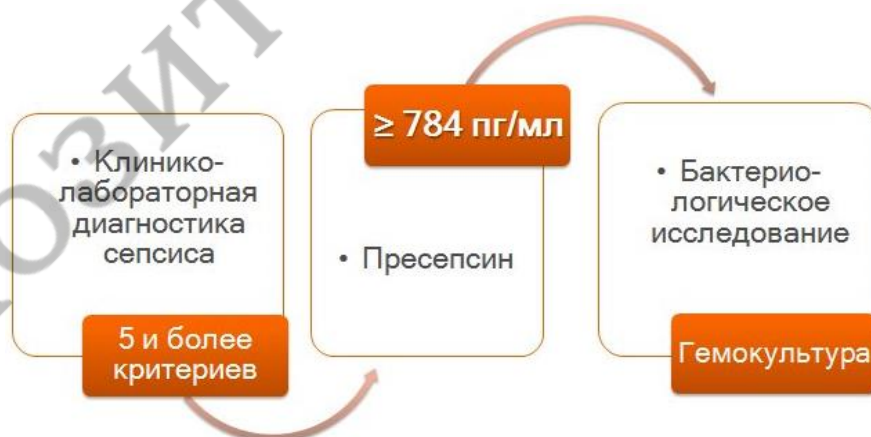 • Клинико-
лабораторная
диагностика
сепсиса
5 и более
критериев
≥ 784 пг/мл
• Пресепсин
• Бактерио-
логическое
исследование
Гемокультура